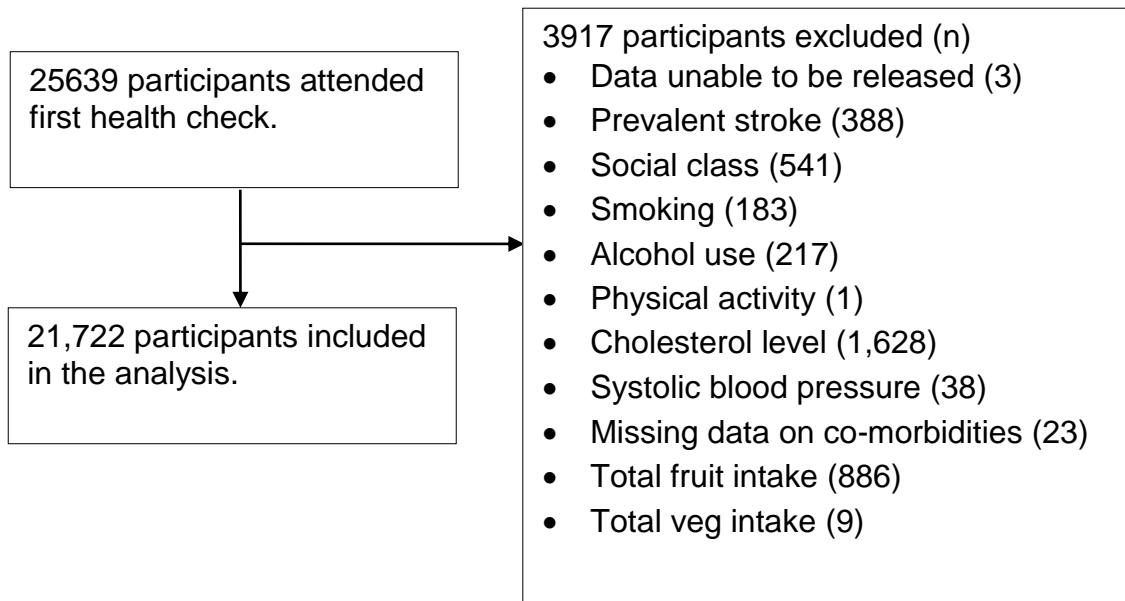 25639 participants attended
first health check.
21,722 participants included
in the analysis.
3917 participants excluded (n)
• Data unable to be released (3)
• Prevalent stroke (388)
• Social class (541)
• Smoking (183)
• Alcohol use (217)
• Physical activity (1)
• Cholesterol level (1,628)
• Systolic blood pressure (38)
• Missing data on co-morbidities (23)
• Total fruit intake (886)
• Total veg intake (9)